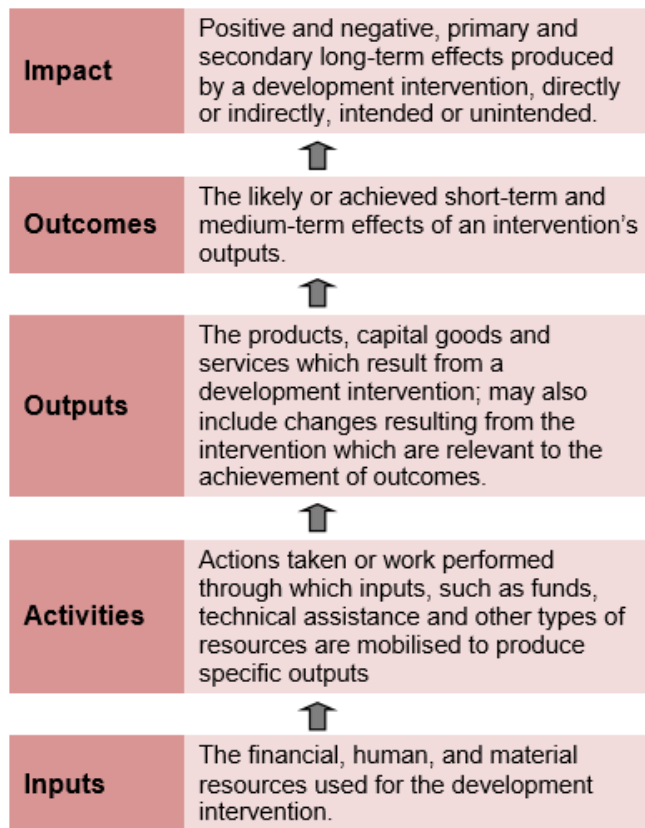 Impact
Positive and negative, primary and
secondary long-term effects produced
by a development intervention, directly
or indirectly, intended or unintended.
Outcomes
The likely or achieved short-term and
medium-term effects of an intervention's
outputs.
Outputs
The products, capital goods and
services which result from a
development intervention; may also
include changes resulting from the
intervention which are relevant to the
achievement of outcomes.
Activities
Actions taken or work performed
through which inputs, such as funds,
technical assistance and other types of
resources are mobilised to produce
specific outputs
Inputs
The financial, human, and material
resources used for the development
intervention.